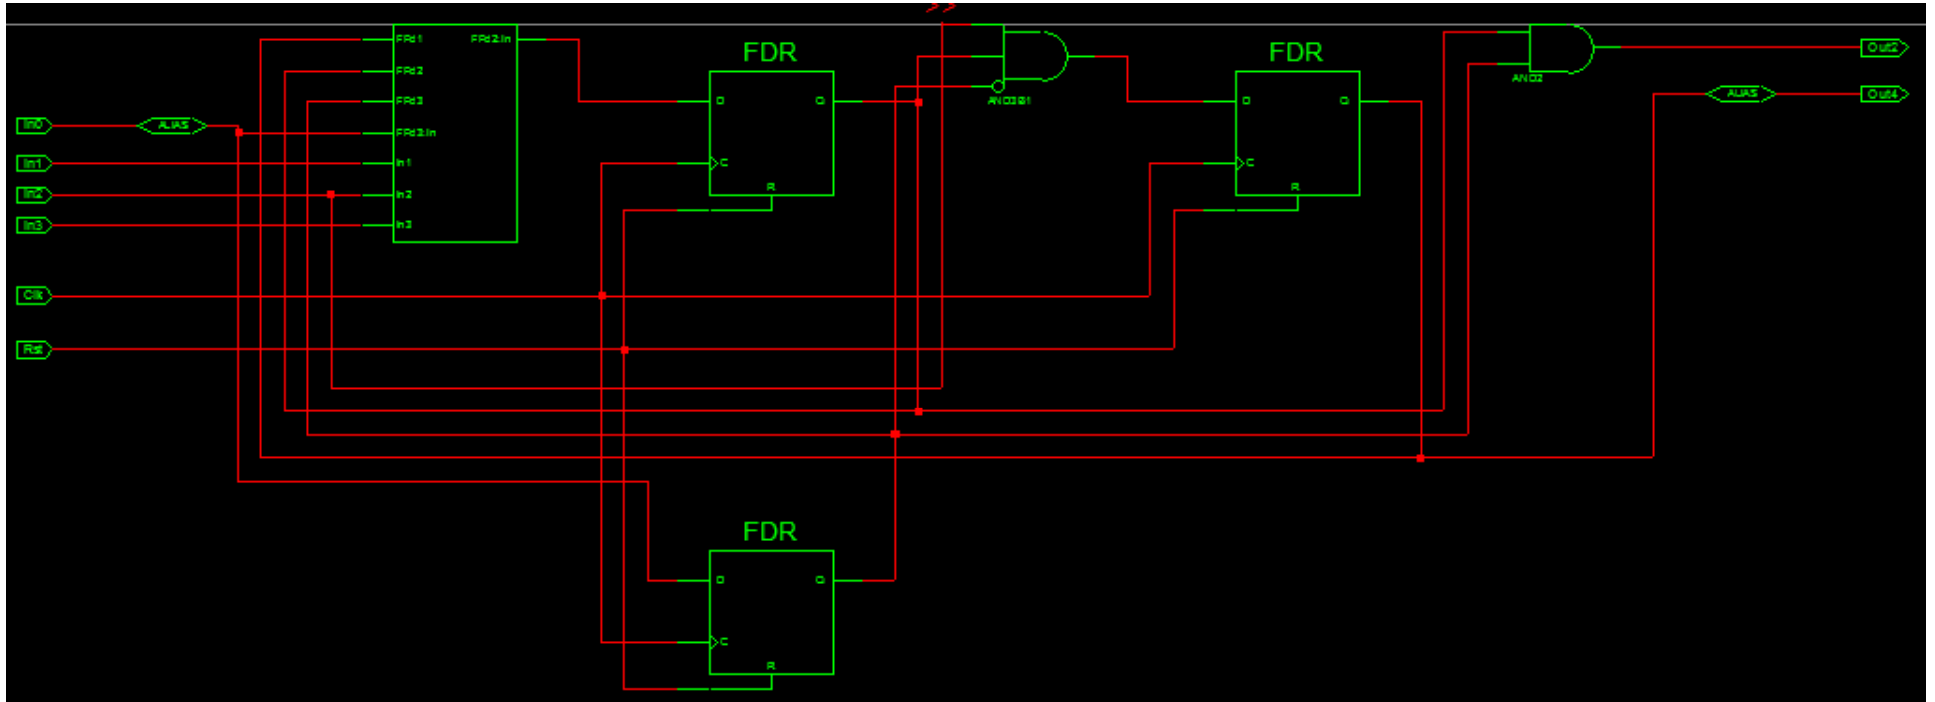 >>
FFd1 FFd2.In
FFd2
FFd3
FFd3.In
In1
In2
In3
In0
ALIAS
In1
In2
In3
Clk
Rst
FDR
D Q
C
R
AND3B1
FDR
D Q
C
R
AND2
Out2
ALIAS
Out4
FDR
D Q
C
R